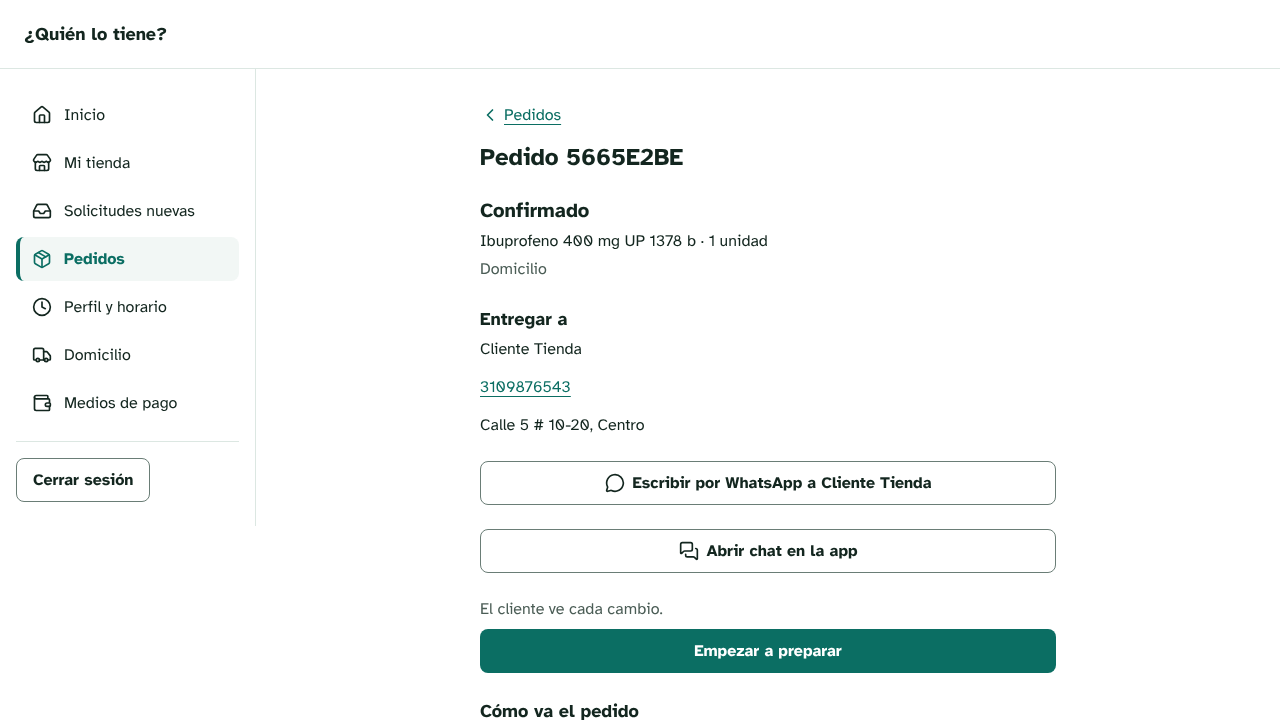 ¿Quién lo tiene?
Inicio
Mi tienda
Solicitudes nuevas
Pedidos
Perfil y horario
Domicilio
Medios de pago
Cerrar sesión
Pedidos
Pedido 5665E2BE
Confirmado
Ibuprofeno 400 mg UP 1378 b · 1 unidad
Domicilio
Entregar a
Cliente Tienda
3109876543
Calle 5 # 10-20, Centro
Escribir por WhatsApp a Cliente Tienda
Abrir chat en la app
El cliente ve cada cambio.
Empezar a preparar
Cómo va el pedido